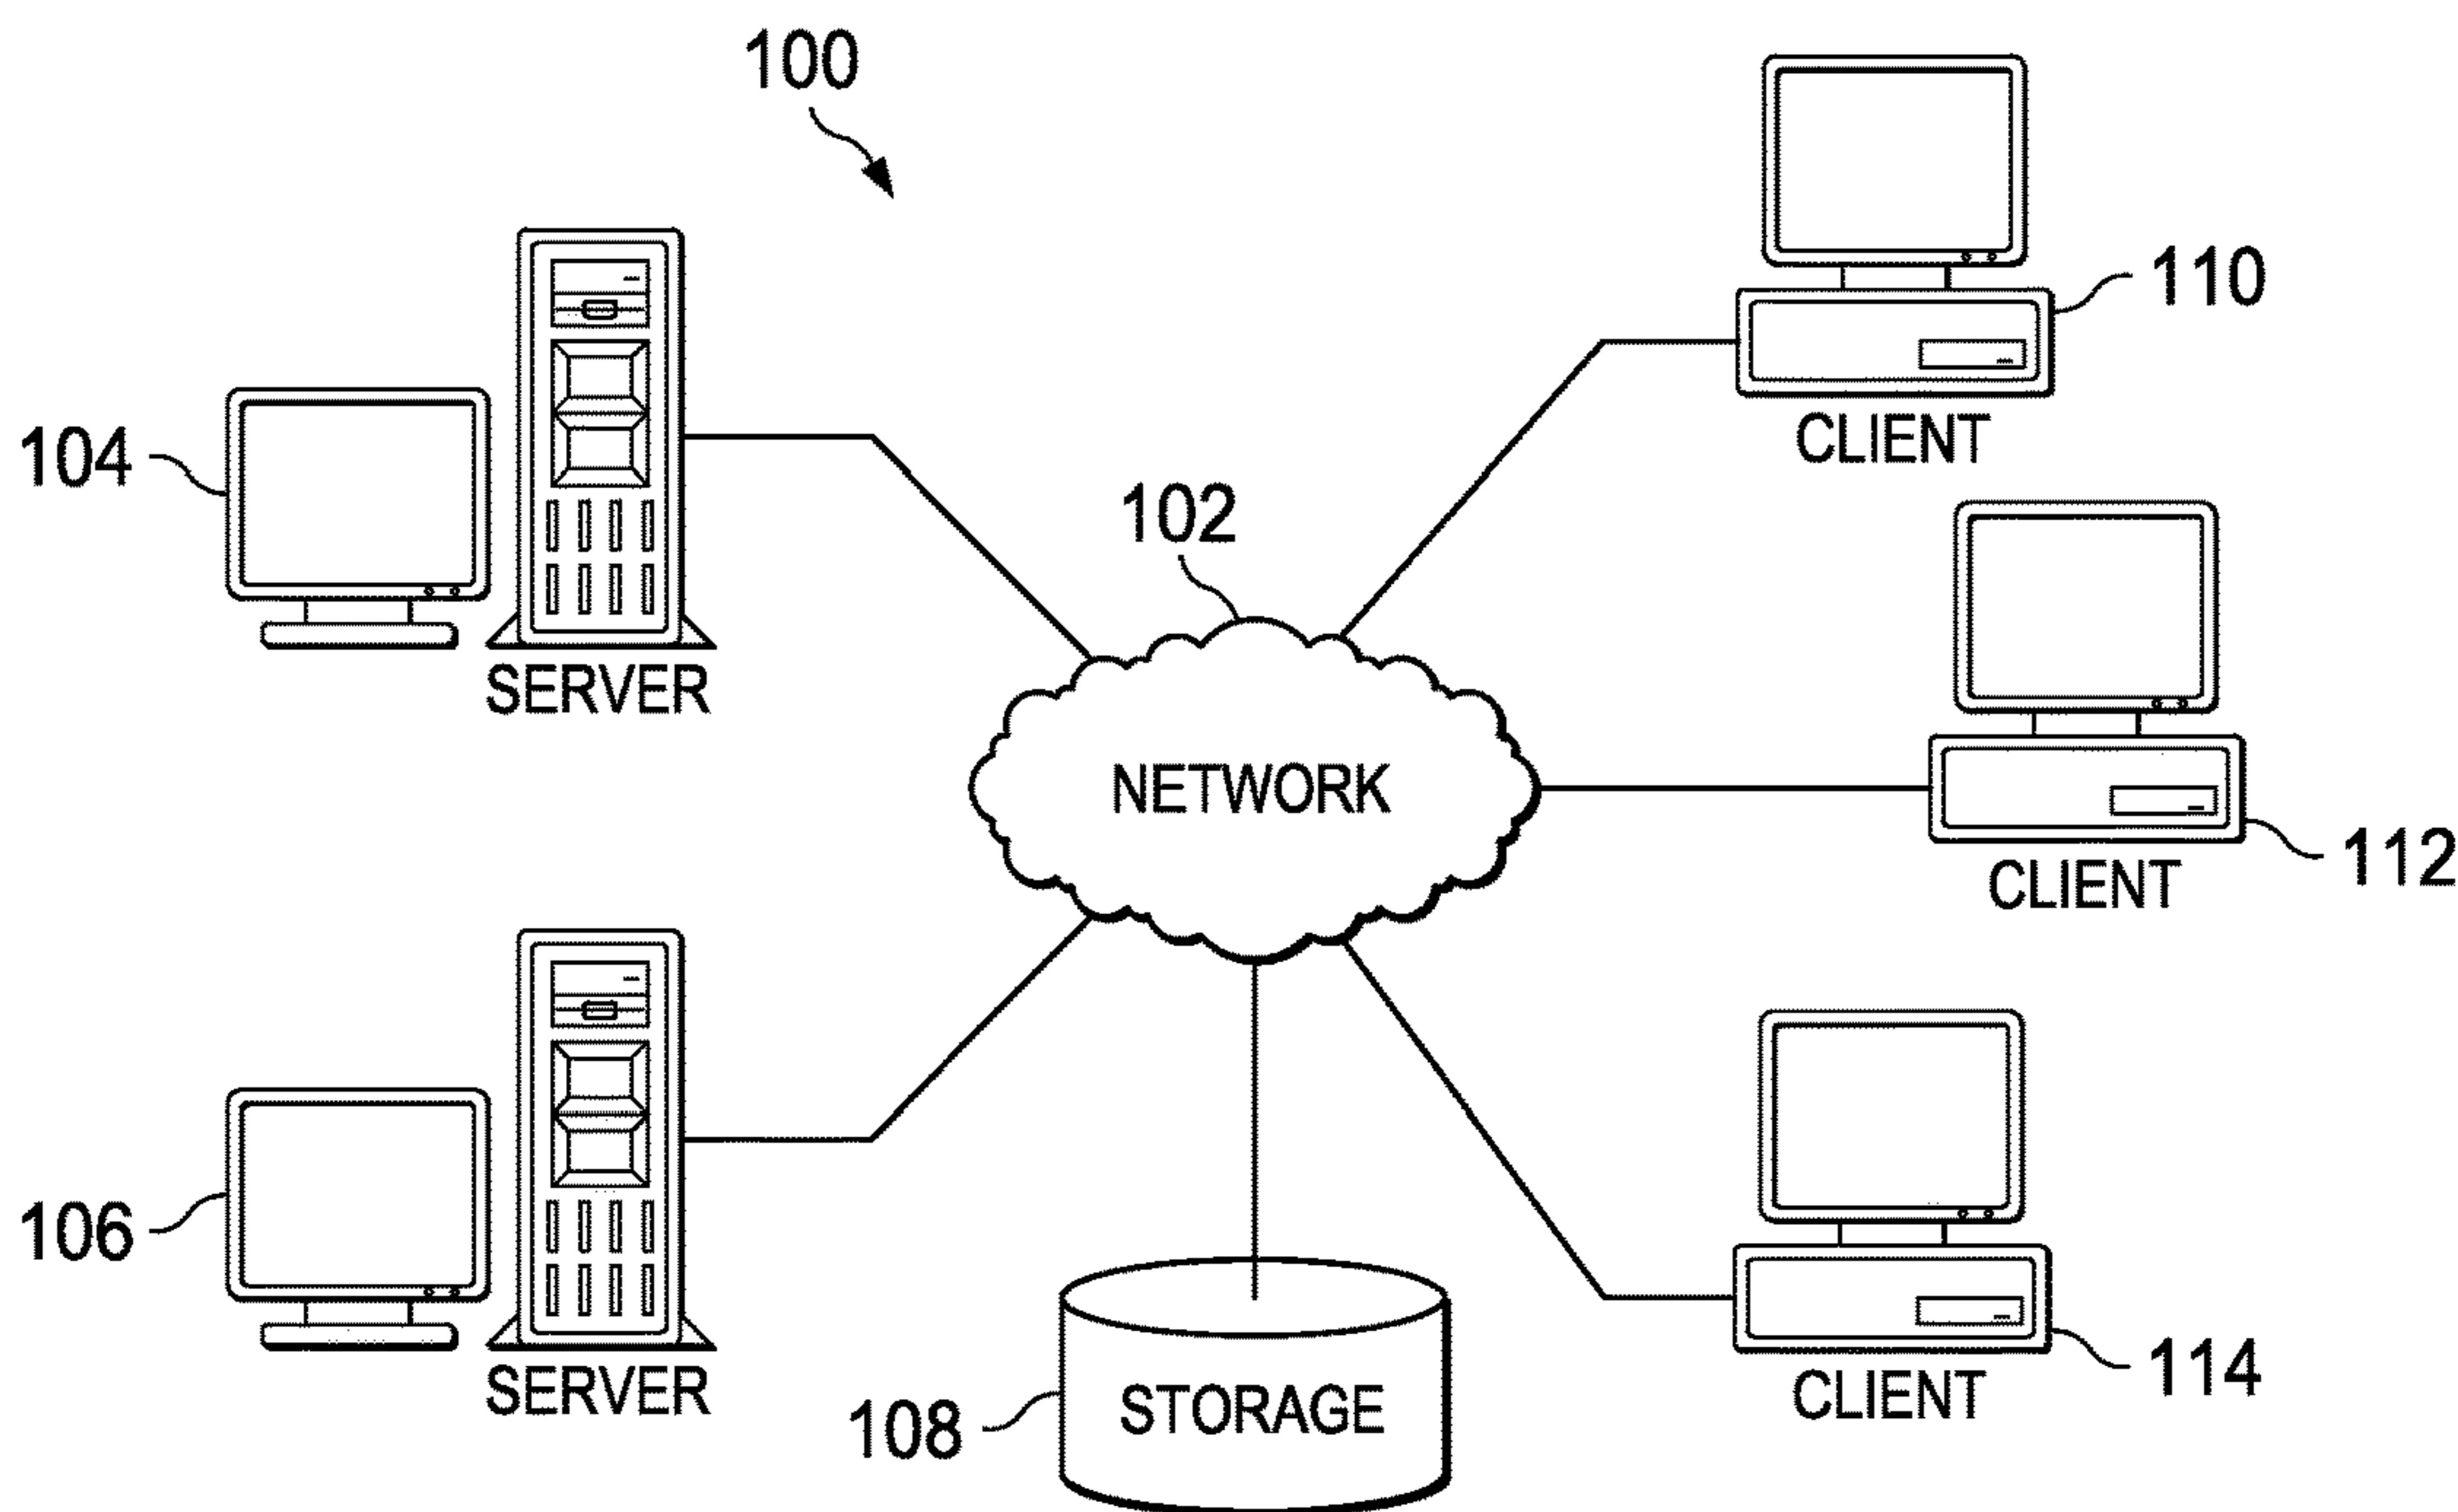 100
110
CLIENT
104
102
SERVER
NETWORK
112
CLIENT
106
SERVER
108
STORAGE
114
CLIENT